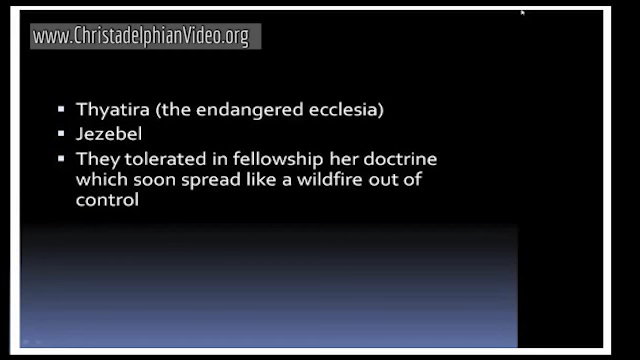 www.ChristadelphianVideo.org
▪ Thyatira (the endangered ecclesia)
▪ Jezebel
▪ They tolerated in fellowship her doctrine
which soon spread like a wildfire out of
control